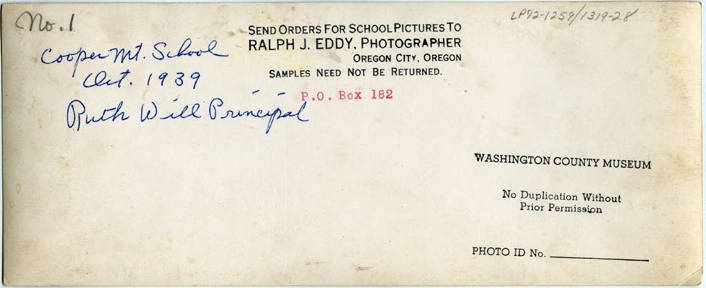 No. 1
Cooper Mt. School
Oct. 1939
Ruth Will Principal
SEND ORDERS FOR SCHOOL PICTURES TO
RALPH J. EDDY, PHOTOGRAPHER
OREGON CITY, OREGON
SAMPLES NEED NOT BE RETURNED.
P.O. Box 182
LP92-1259/1319-28
WASHINGTON COUNTY MUSEUM
No Duplication Without
Prior Permission
PHOTO ID No.